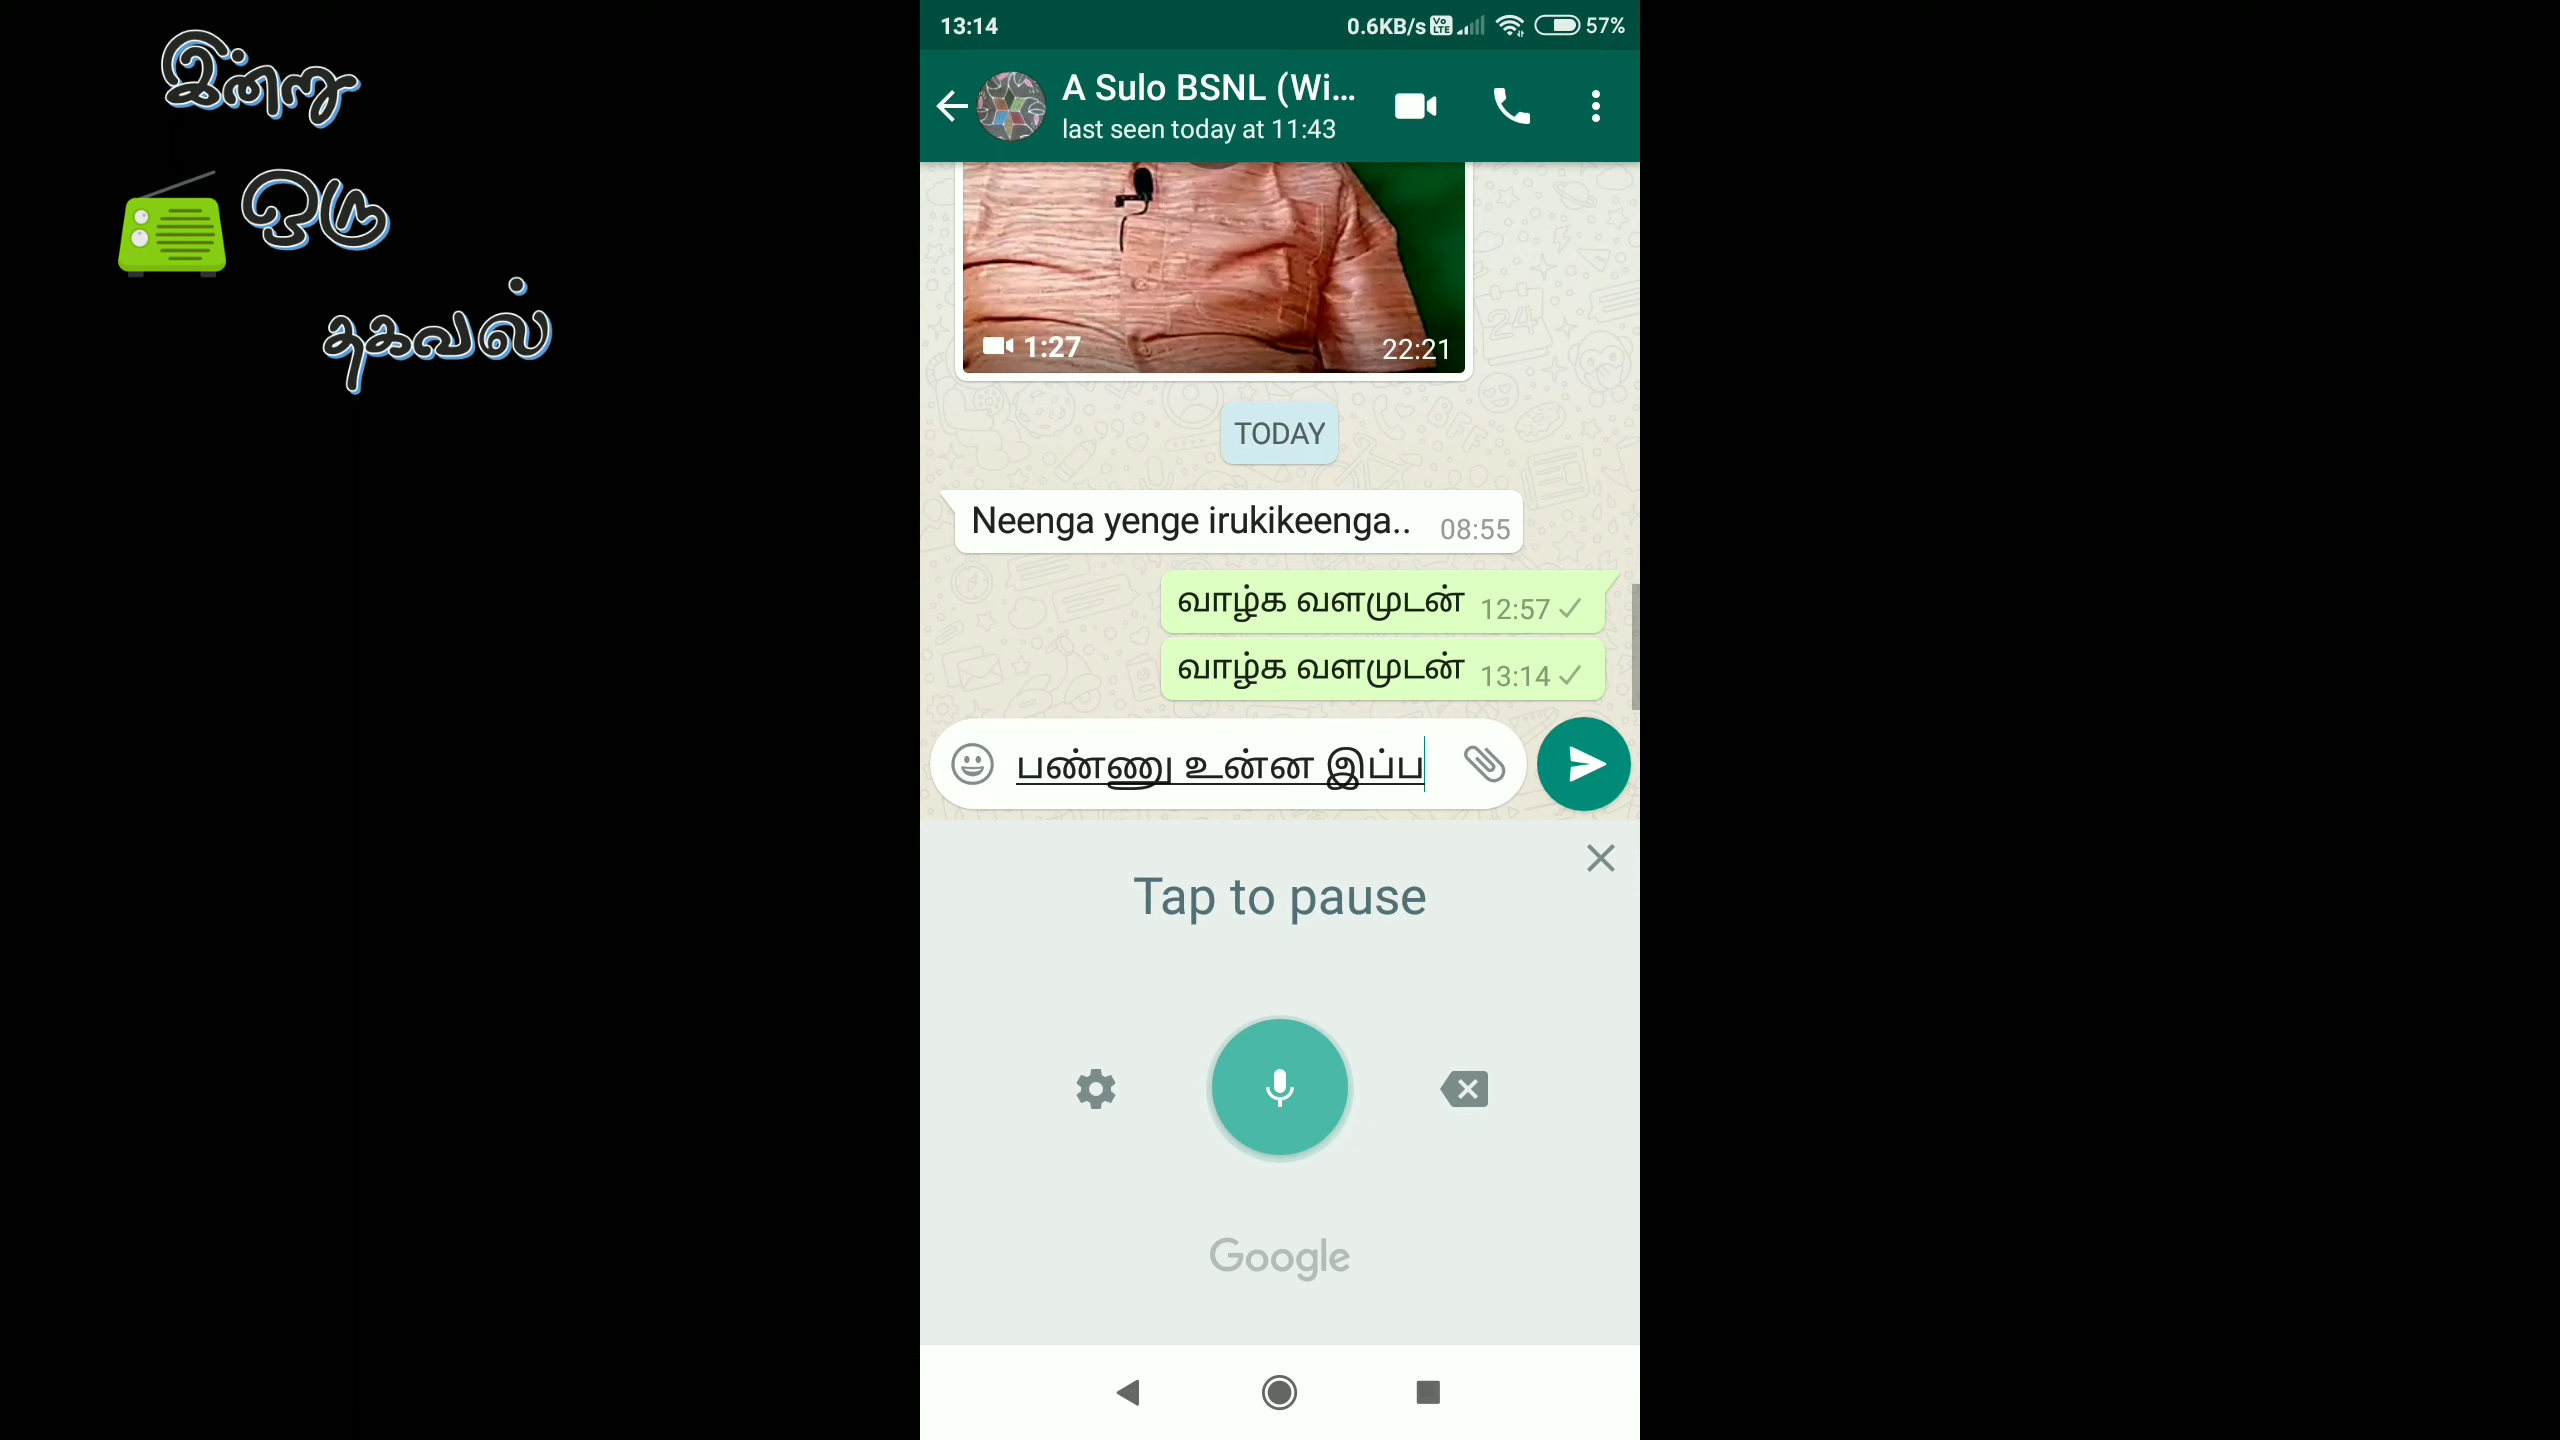 இன்று
ஒரு
தகவல்
13:14
0.6KB/s Vo LTE 57%
A Sulo BSNL (Wi...
last seen today at 11:43
1:27
22:21
TODAY
Neenga yenge irukikeenga.. 08:55
வாழ்க வளமுடன் 12:57
வாழ்க வளமுடன் 13:14
பண்ணு உன்ன இப்ப
Tap to pause
Google